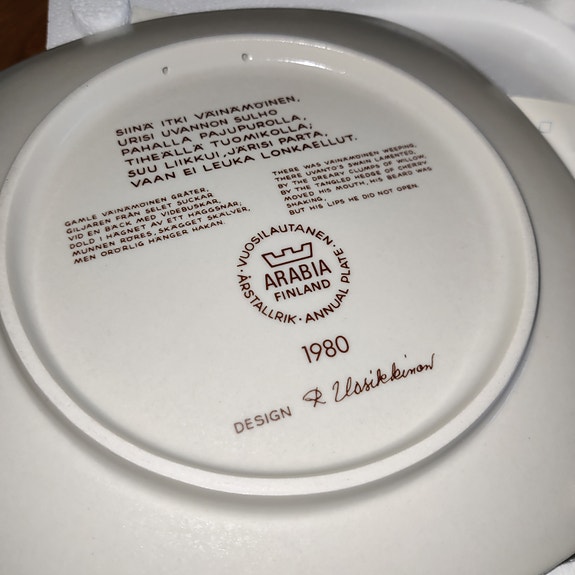 SIINÄ ITKI VÄINÄMÖINEN,
URISI UVANNON SULHO
PAHALLA PAJUPUROLLA,
TIHEÄLLÄ TUOMIKOLLA;
SUU LIIKKUI, JÄRISI PARTA,
VAAN EI LEUKA LONKAELLUT.
GAMLE VÄINÄMÖINEN GRÄTER,
GILJAREN FRÅN SELET SUCKAR
VID EN BÄCK MED VIDEBUSKAR,
DOLD I HÄGNET AV ETT HÄGGSNÅR;
MUNNEN RÖRES, SKÄGGET SKÄLVER,
MEN ORÖRLIG HÄNGER HAKAN.
THERE WAS VÄINÄMÖINEN WEEPING,
THERE UVANTO'S SWAIN LAMENTED,
BY THE DREARY CLUMPS OF WILLOW,
BY THE TANGLED HEDGE OF CHERRY,
MOVED HIS MOUTH, HIS BEARD WAS
SHAKING,
BUT HIS LIPS HE DID NOT OPEN.
· VUOSILAUTANEN ·
ARABIA
FINLAND
ÅRSTALLRIK · ANNUAL PLATE ·
1980
DESIGN R Uosikkinen